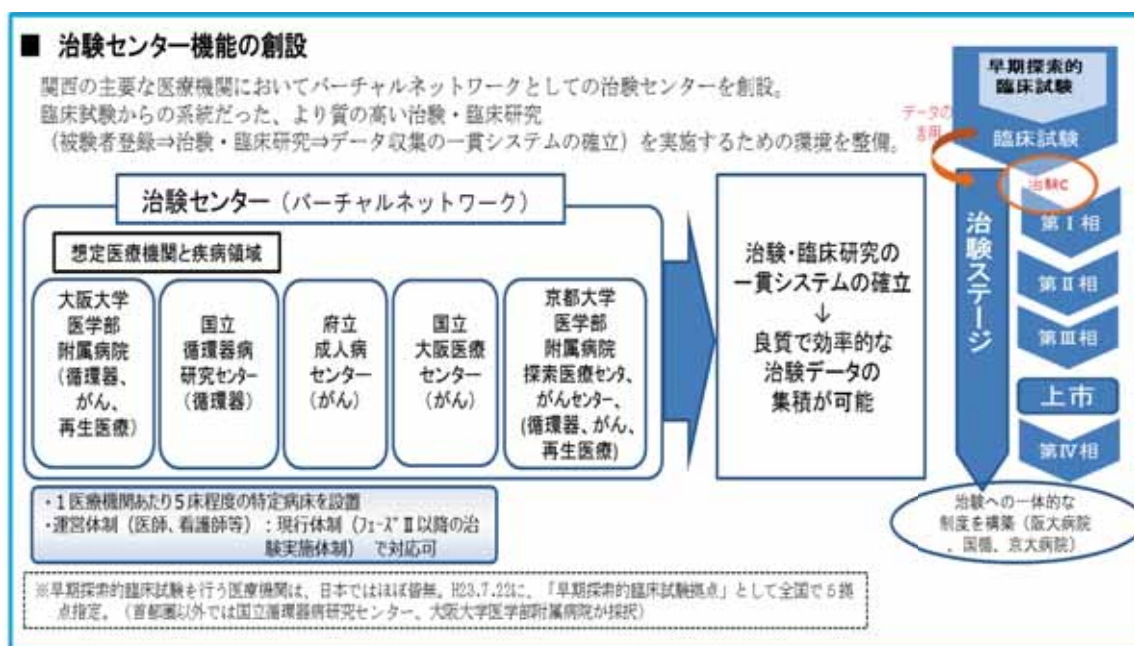 ■ 治験センター機能の創設
関西の主要な医療機関においてバーチャルネットワークとしての治験センターを創設。
臨床試験からの系統だった、より質の高い治験・臨床研究
（被験者登録⇒治験・臨床研究⇒データ収集の一貫システムの確立）を実施するための環境を整備。
治験センター（バーチャルネットワーク）
想定医療機関と疾病領域
大阪大学
医学部
附属病院
(循環器、
がん、
再生医療)
国立
循環器病
研究センター
(循環器)
府立
成人病
センター
(がん)
国立
大阪医療
センター
(がん)
京都大学
医学部
附属病院
探索医療センタ、
がんセンター、
(循環器、がん、
再生医療)
・1医療機関あたり5床程度の特定病床を設置
・運営体制（医師、看護師等）：現行体制（フェーズⅡ以降の治
験実施体制） で対応可
治験・臨床研究の
一貫システムの確立
↓
良質で効率的な
治験データの
集積が可能
早期探索的
臨床試験
データの
活用
臨床試験
治験C
治験ステージ
第Ⅰ相
第Ⅱ相
第Ⅲ相
上市
第Ⅳ相
治験への一体的な
制度を構築（阪大病院
、国循、京大病院）
※早期探索的臨床試験を行う医療機関は、日本ではほぼ皆無。H23.7.22に、「早期探索的臨床試験拠点」として全国で5拠
点指定。（首都圏以外では国立循環器病研究センター、大阪大学医学部附属病院が採択）